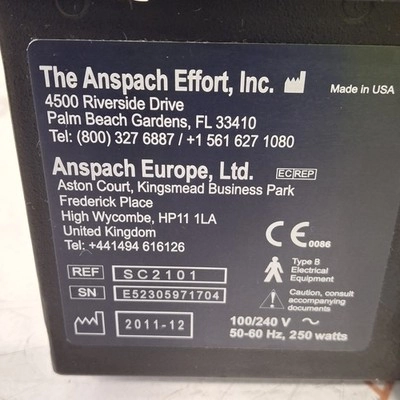 The Anspach Effort, Inc.
Made in USA
4500 Riverside Drive
Palm Beach Gardens, FL 33410
Tel: (800) 327 6887 / +1 561 627 1080
Anspach Europe, Ltd. EC REP
Aston Court, Kingsmead Business Park
Frederick Place
High Wycombe, HP11 1LA
United Kingdom
Tel: +441494 616126
CE 0086
REF SC2101
SN E52305971704
2011-12
Type B
Electrical
Equipment
Caution, consult
accompanying
documents
100/240 V ~
50-60 Hz, 250 watts